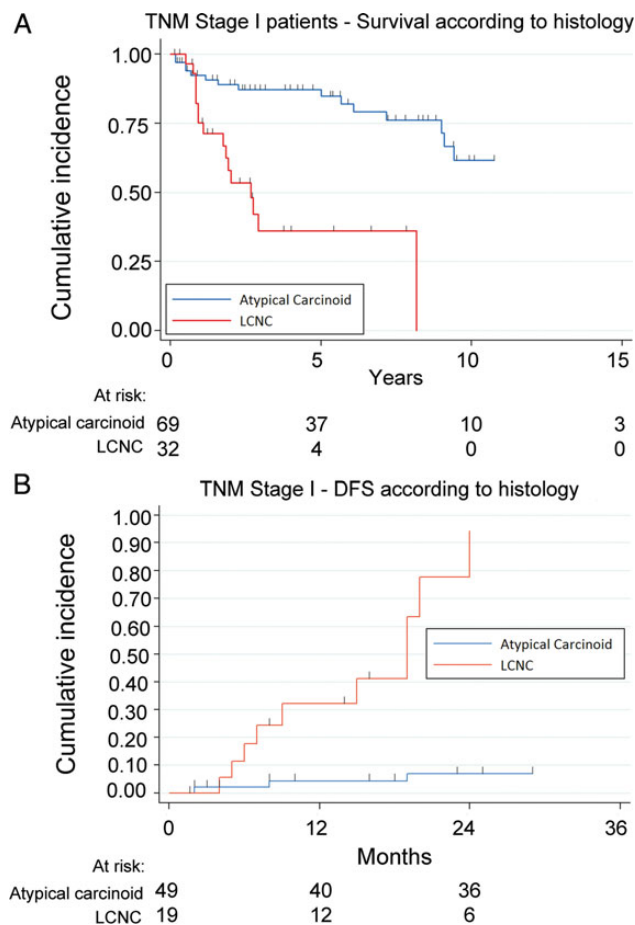 A
TNM Stage I patients - Survival according to histology
Cumulative incidence
1.00
0.75
0.50
0.25
0.00
Atypical Carcinoid
LCNC
0 5 10 15
Years
At risk:
Atypical carcinoid 69 37 10 3
LCNC 32 4 0 0
B
TNM Stage I - DFS according to histology
Cumulative incidence
1.00
0.90
0.80
0.70
0.60
0.50
0.40
0.30
0.20
0.10
0.00
Atypical Carcinoid
LCNC
0 12 24 36
Months
At risk:
Atypical carcinoid 49 40 36
LCNC 19 12 6